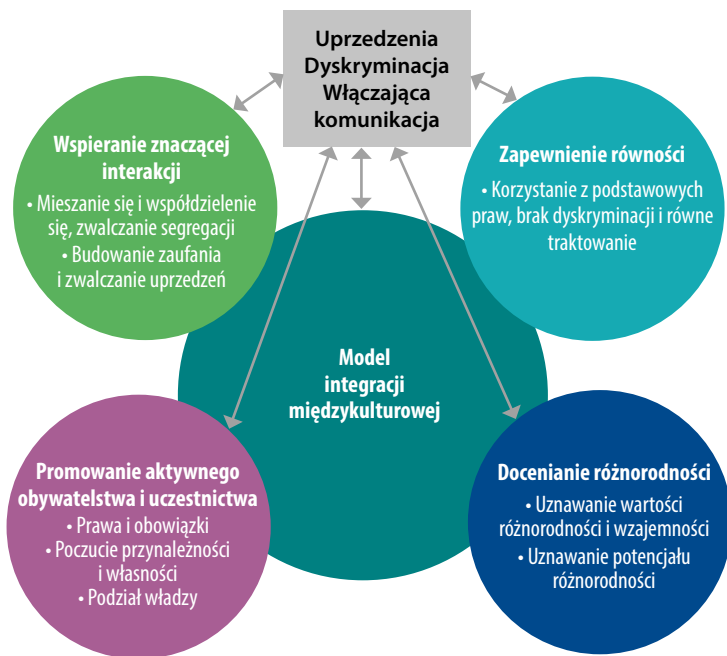 Uprzedzenia
Dyskryminacja
Włączająca
komunikacja
Wspieranie znaczącej
interakcji
• Mieszanie się i współdzielenie
się, zwalczanie segregacji
• Budowanie zaufania
i zwalczanie uprzedzeń
Zapewnienie równości
• Korzystanie z podstawowych
praw, brak dyskryminacji i równe
traktowanie
Model
integracji
międzykulturowej
Promowanie aktywnego
obywatelstwa i uczestnictwa
• Prawa i obowiązki
• Poczucie przynależności
i własności
• Podział władzy
Docenianie różnorodności
• Uznawanie wartości
różnorodności i wzajemności
• Uznawanie potencjału
różnorodności